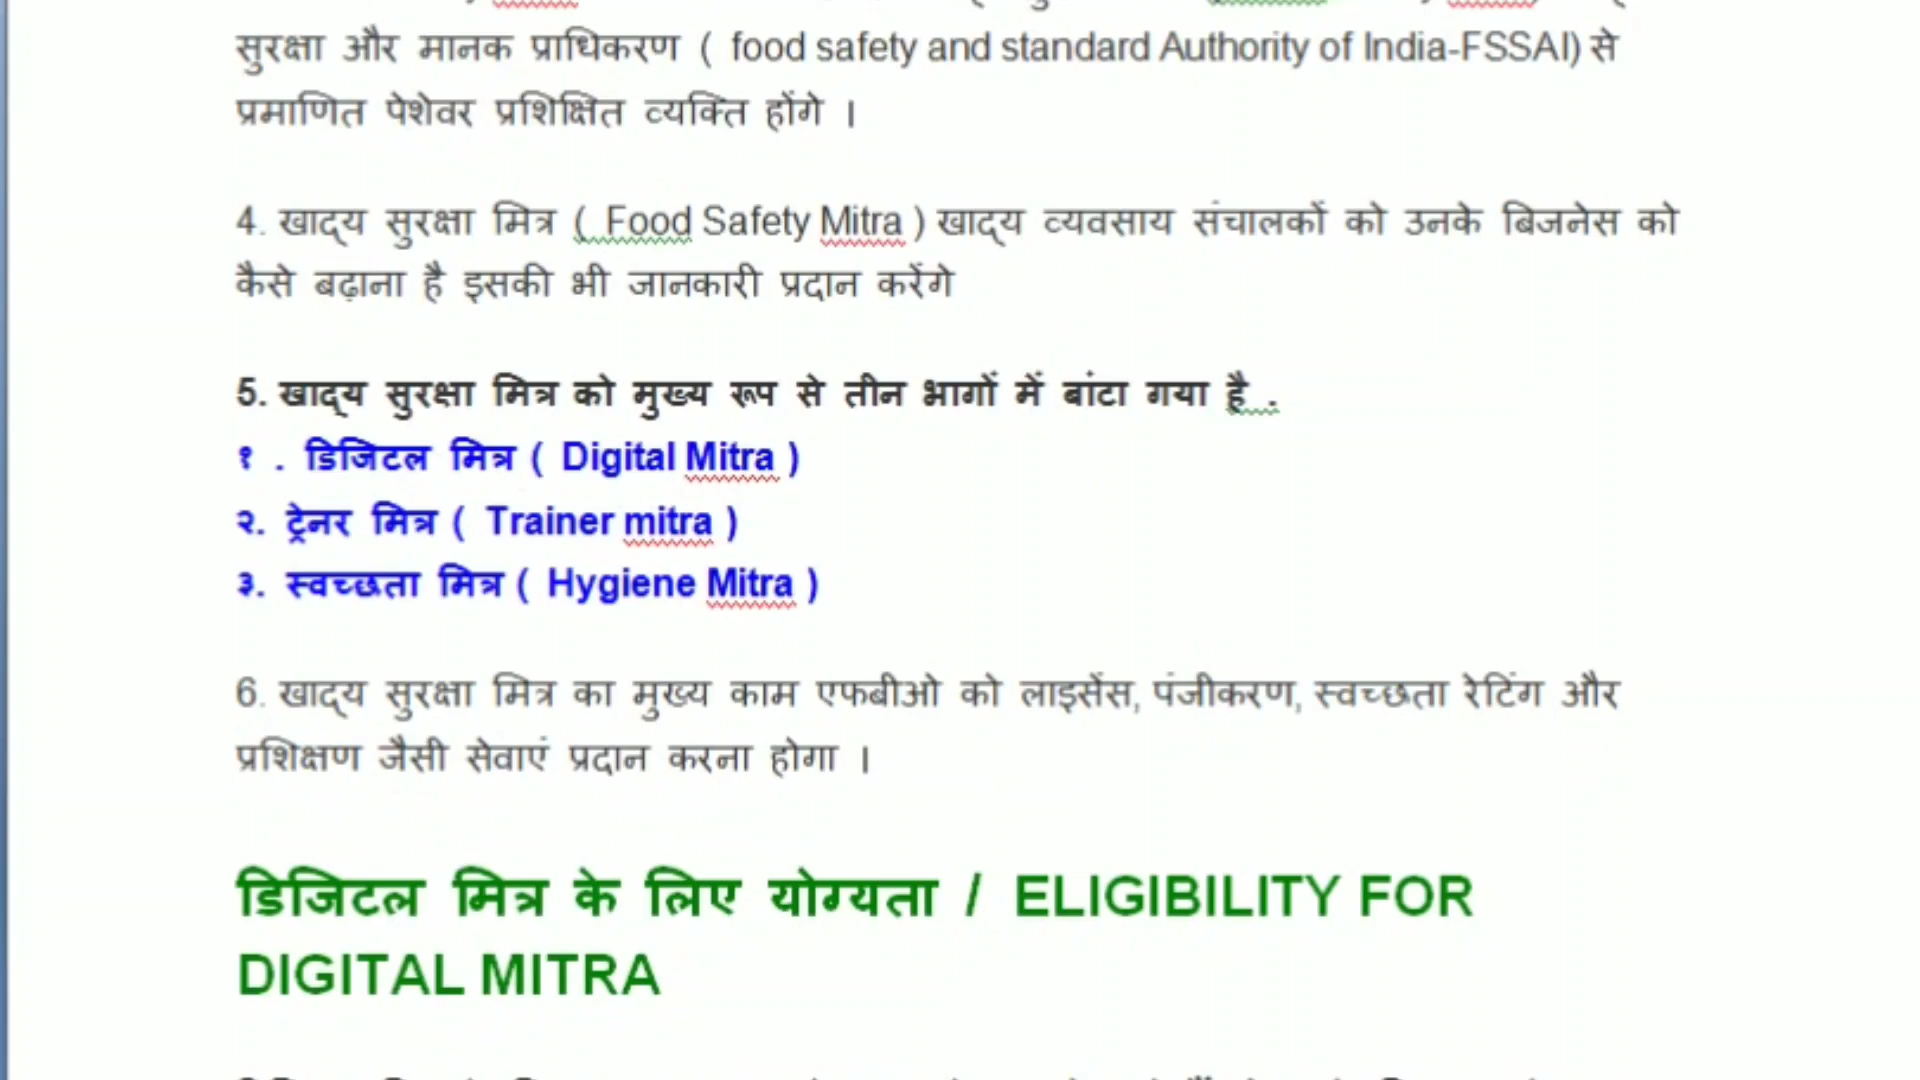 सुरक्षा और मानक प्राधिकरण ( food safety and standard Authority of India-FSSAI) से
प्रमाणित पेशेवर प्रशिक्षित व्यक्ति होंगे ।
4. खाद्य सुरक्षा मित्र ( Food Safety Mitra ) खाद्य व्यवसाय संचालकों को उनके बिजनेस को
कैसे बढ़ाना है इसकी भी जानकारी प्रदान करेंगे
5. खाद्य सुरक्षा मित्र को मुख्य रूप से तीन भागों में बांटा गया है .
१ . डिजिटल मित्र ( Digital Mitra )
२. ट्रेनर मित्र ( Trainer mitra )
३. स्वच्छता मित्र ( Hygiene Mitra )
6. खाद्य सुरक्षा मित्र का मुख्य काम एफबीओ को लाइसेंस, पंजीकरण, स्वच्छता रेटिंग और
प्रशिक्षण जैसी सेवाएं प्रदान करना होगा ।
डिजिटल मित्र के लिए योग्यता / ELIGIBILITY FOR
DIGITAL MITRA